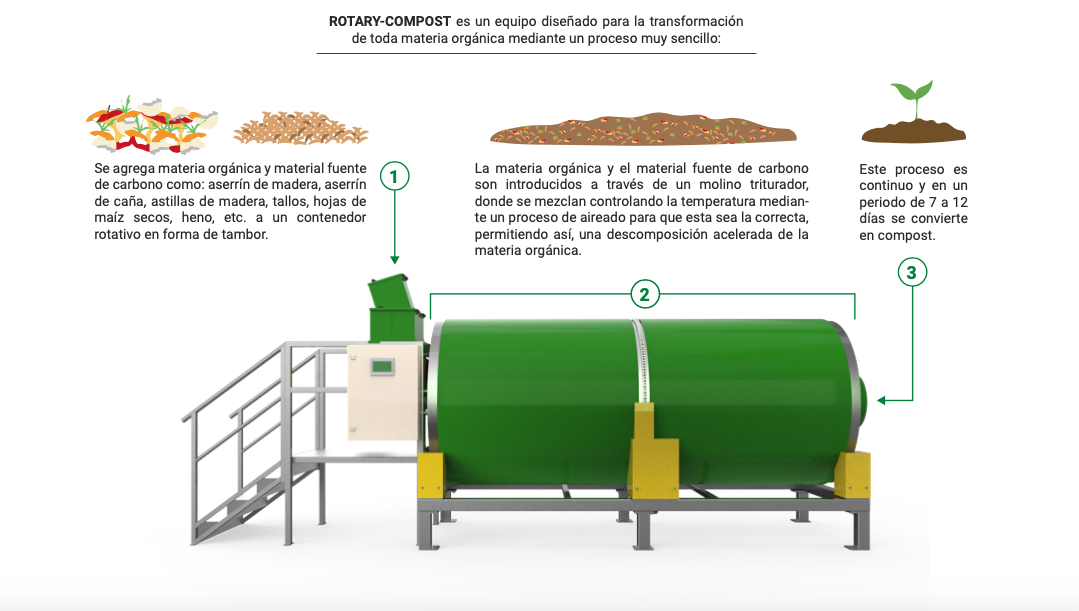 ROTARY-COMPOST es un equipo diseñado para la transformación
de toda materia orgánica mediante un proceso muy sencillo:
Se agrega materia orgánica y material fuente
de carbono como: aserrín de madera, aserrín
de caña, astillas de madera, tallos, hojas de
maíz secos, heno, etc. a un contenedor
rotativo en forma de tambor.
1
La materia orgánica y el material fuente de carbono
son introducidos a través de un molino triturador,
donde se mezclan controlando la temperatura median-
te un proceso de aireado para que esta sea la correcta,
permitiendo así, una descomposición acelerada de la
materia orgánica.
2
Este proceso es
continuo y en un
periodo de 7 a 12
días se convierte
en compost.
3